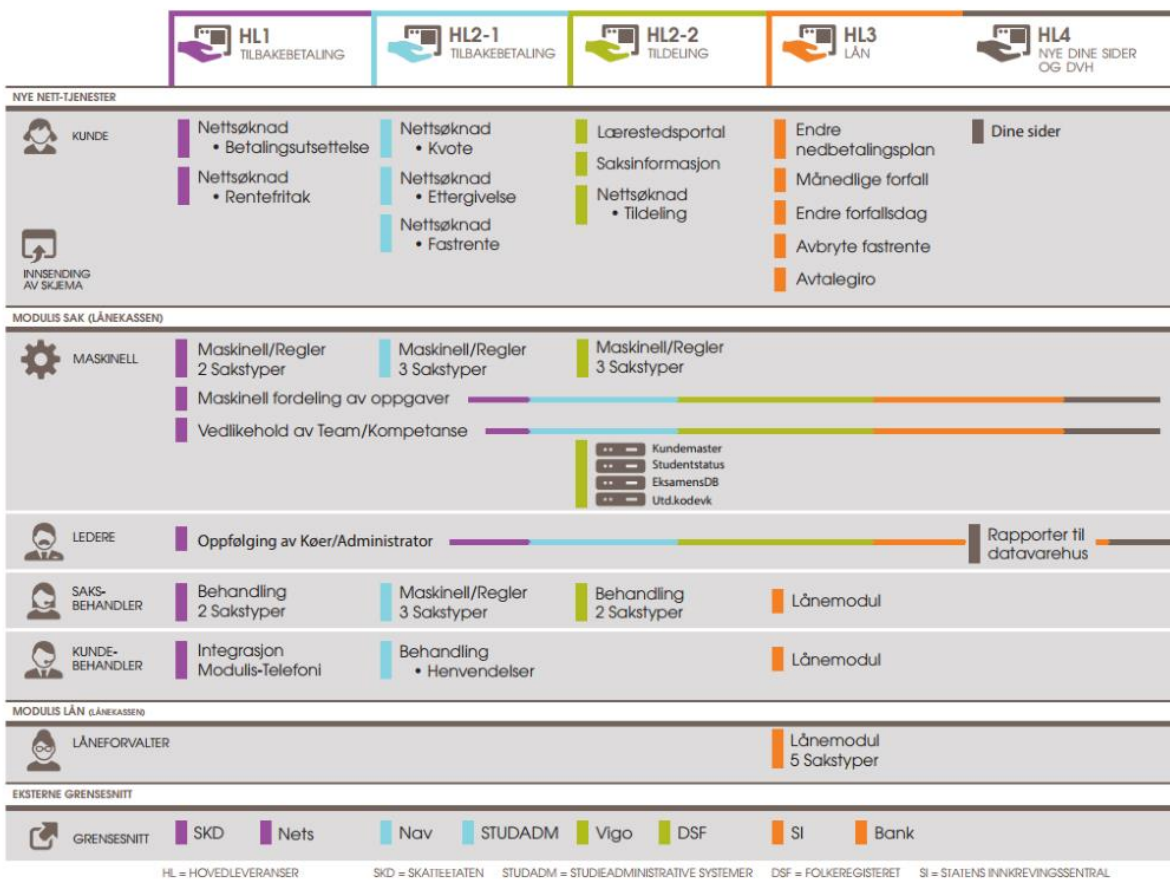 HL1
TILBAKEBETALING
HL2-1
TILBAKEBETALING
HL2-2
TILDELING
HL3
LÅN
HL4
NYE DINE SIDER
OG DVH
NYE NETT-TJENESTER
KUNDE
Nettsøknad
• Betalingsutsettelse
Nettsøknad
• Rentefritak
Nettsøknad
• Kvote
Nettsøknad
• Ettergivelse
Nettsøknad
• Fastrente
Lærestedsportal
Saksinformasjon
Nettsøknad
• Tildeling
Endre
nedbetalingsplan
Månedlige forfall
Endre forfallsdag
Avbryte fastrente
Avtalegiro
Dine sider
INNSENDING
AV SKJEMA
MODULIS SAK (LÅNEKASSEN)
MASKINELL
Maskinell/Regler
2 Sakstyper
Maskinell/Regler
3 Sakstyper
Maskinell/Regler
3 Sakstyper
Maskinell fordeling av oppgaver
Vedlikehold av Team/Kompetanse
Kundemaster
Studentstatus
EksamensDB
Utd.kodevk
LEDERE
Oppfølging av Køer/Administrator
Rapporter til
datavarehus
SAKS-
BEHANDLER
Behandling
2 Sakstyper
Maskinell/Regler
3 Sakstyper
Behandling
2 Sakstyper
Lånemodul
KUNDE-
BEHANDLER
Integrasjon
Modulis-Telefoni
Behandling
• Henvendelser
Lånemodul
MODULIS LÅN (LÅNEKASSEN)
LÅNEFORVALTER
Lånemodul
5 Sakstyper
EKSTERNE GRENSESNITT
GRENSESNITT
SKD
Nets
Nav
STUDADM
Vigo
DSF
SI
Bank
HL = HOVEDLEVERANSER
SKD = SKATTEETATEN
STUDADM = STUDIEADMINISTRATIVE SYSTEMER
DSF = FOLKEREGISTERET
SI = STATENS INNKREVINGSSENTRAL